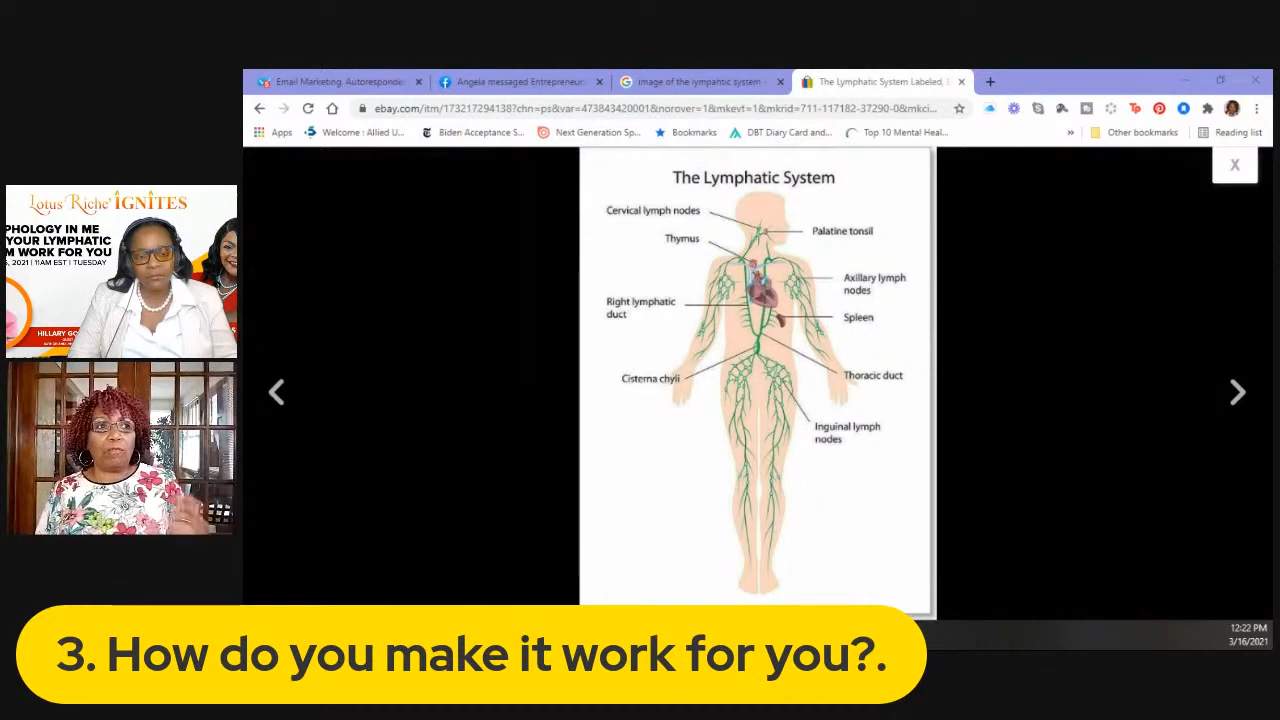 Email Marketing, Autoresponde
Angela messaged Entrepreneur
image of the lympahtic system -
The Lymphatic System Labeled,
ebay.com/itm/173217294138?chn=ps&var=473843420001&norover=1&mkevt=1&mkrid=711-117182-37290-0&mkci...
Apps
Welcome : Allied U...
Biden Acceptance S...
Next Generation Sp...
Bookmarks
DBT Diary Card and...
Top 10 Mental Heal...
»
Other bookmarks
Reading list
X
The Lymphatic System
Cervical lymph nodes
Palatine tonsil
Thymus
Axillary lymph
nodes
Right lymphatic
duct
Spleen
Cisterna chyli
Thoracic duct
Inguinal lymph
nodes
Lotus Riche' IGNITES
PHOLOGY IN ME
YOUR LYMPHATIC
M WORK FOR YOU
, 2021 | 11AM EST | TUESDAY
HILLARY GO
3. How do you make it work for you?.
12:22 PM
3/16/2021